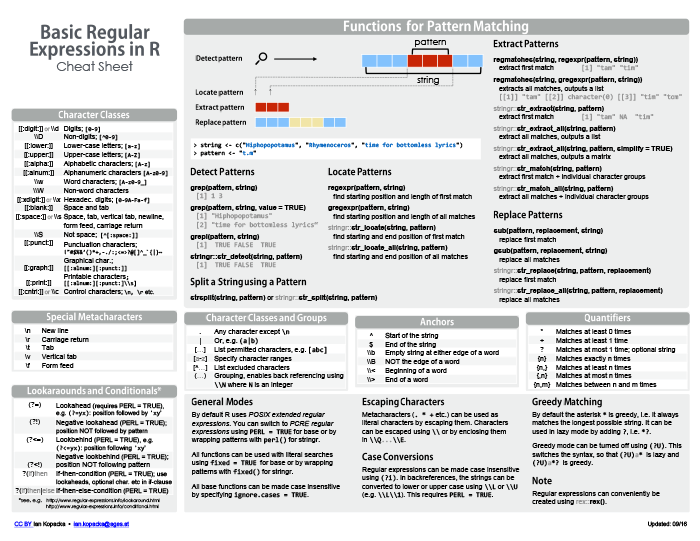 Basic Regular
Expressions in R
Cheat Sheet
Functions for Pattern Matching
Detect pattern
Locate pattern
Extract pattern
Replace pattern
pattern
string
> string <- c("Hiphopopotamus", "Rhymenoceros", "time for bottomless lyrics")
> pattern <- "t.m"
Detect Patterns
grep(pattern, string)
[1] 1 3
grep(pattern, string, value = TRUE)
[1] "Hiphopopotamus"
[2] "time for bottomless lyrics"
grepl(pattern, string)
[1] TRUE FALSE TRUE
stringr::str_detect(string, pattern)
[1] TRUE FALSE TRUE
Split a String using a Pattern
strsplit(string, pattern) or stringr::str_split(string, pattern)
Locate Patterns
regexpr(pattern, string)
find starting position and length of first match
gregexpr(pattern, string)
find starting position and length of all matches
stringr::str_locate(string, pattern)
find starting and end position of first match
stringr::str_locate_all(string, pattern)
find starting and end position of all matches
Extract Patterns
regmatches(string, regexpr(pattern, string))
extract first match [1] "tam" "tim"
regmatches(string, gregexpr(pattern, string))
extracts all matches, outputs a list
[[1]] "tam" [[2]] character(0) [[3]] "tim" "tom"
stringr::str_extract(string, pattern)
extract first match [1] "tam" NA "tim"
stringr::str_extract_all(string, pattern)
extract all matches, outputs a list
stringr::str_extract_all(string, pattern, simplify = TRUE)
extract all matches, outputs a matrix
stringr::str_match(string, pattern)
extract first match + individual character groups
stringr::str_match_all(string, pattern)
extract all matches + individual character groups
Replace Patterns
sub(pattern, replacement, string)
replace first match
gsub(pattern, replacement, string)
replace all matches
stringr::str_replace(string, pattern, replacement)
replace first match
stringr::str_replace_all(string, pattern, replacement)
replace all matches
Character Classes
[[:digit:]] or \\d Digits; [0-9]
\\D Non-digits; [^0-9]
[[:lower:]] Lower-case letters; [a-z]
[[:upper:]] Upper-case letters; [A-Z]
[[:alpha:]] Alphabetic characters; [A-z]
[[:alnum:]] Alphanumeric characters [A-z0-9]
\\w Word characters; [A-z0-9_]
\\W Non-word characters
[[:xdigit:]] or \\x Hexadec. digits; [0-9A-Fa-f]
[[:blank:]] Space and tab
[[:space:]] or \\s Space, tab, vertical tab, newline,
form feed, carriage return
\\S Not space; [^[:space:]]
[[:punct:]] Punctuation characters;
!"#$%&'()*+,-./:;<=>?@[]^_`{|}~
[[:graph:]] Graphical char.;
[[:alnum:][:punct:]]
[[:print:]] Printable characters;
[[:alnum:][:punct:]\\s]
[[:cntrl:]] or \\c Control characters; \n, \r etc.
Special Metacharacters
\n New line
\r Carriage return
\t Tab
\v Vertical tab
\f Form feed
Lookaraounds and Conditionals*
(?=) Lookahead (requires PERL = TRUE),
e.g. (?=yx): position followed by 'xy'
(?!) Negative lookahead (PERL = TRUE);
position NOT followed by pattern
(?<=) Lookbehind (PERL = TRUE), e.g.
(?<=yx): position following 'xy'
(?<!) Negative lookbehind (PERL = TRUE);
position NOT following pattern
?(if)then If-then-condition (PERL = TRUE); use
lookaheads, optional char. etc in if-clause
?(if)then|else If-then-else-condition (PERL = TRUE)
*see, e.g. http://www.regular-expressions.info/lookaround.html
http://www.regular-expressions.info/conditional.html
Character Classes and Groups
. Any character except \n
| Or, e.g. (a|b)
[...] List permitted characters, e.g. [abc]
[a-z] Specify character ranges
[^...] List excluded characters
(...) Grouping, enables back referencing using
\\N where N is an integer
Anchors
^ Start of the string
$ End of the string
\\b Empty string at either edge of a word
\\B NOT the edge of a word
\\< Beginning of a word
\\> End of a word
Quantifiers
* Matches at least 0 times
+ Matches at least 1 time
? Matches at most 1 time; optional string
{n} Matches exactly n times
{n,} Matches at least n times
{,n} Matches at most n times
{n,m} Matches between n and m times
General Modes
By default R uses POSIX extended regular
expressions. You can switch to PCRE regular
expressions using PERL = TRUE for base or by
wrapping patterns with perl() for stringr.
All functions can be used with literal searches
using fixed = TRUE for base or by wrapping
patterns with fixed() for stringr.
All base functions can be made case insensitive
by specifying ignore.cases = TRUE.
Escaping Characters
Metacharacters (. * + etc.) can be used as
literal characters by escaping them. Characters
can be escaped using \\ or by enclosing them
in \\Q...\\E.
Case Conversions
Regular expressions can be made case insensitive
using (?i). In backreferences, the strings can be
converted to lower or upper case using \\L or \\U
(e.g. \\L\\1). This requires PERL = TRUE.
Greedy Matching
By default the asterisk * is greedy, i.e. it always
matches the longest possible string. It can be
used in lazy mode by adding ?, i.e. *?.
Greedy mode can be turned off using (?U). This
switches the syntax, so that (?U)a* is lazy and
(?U)a*? is greedy.
Note
Regular expressions can conveniently be
created using rex::rex().
CC BY Ian Kopacka • ian.kopacka@ages.at
Updated: 09/16